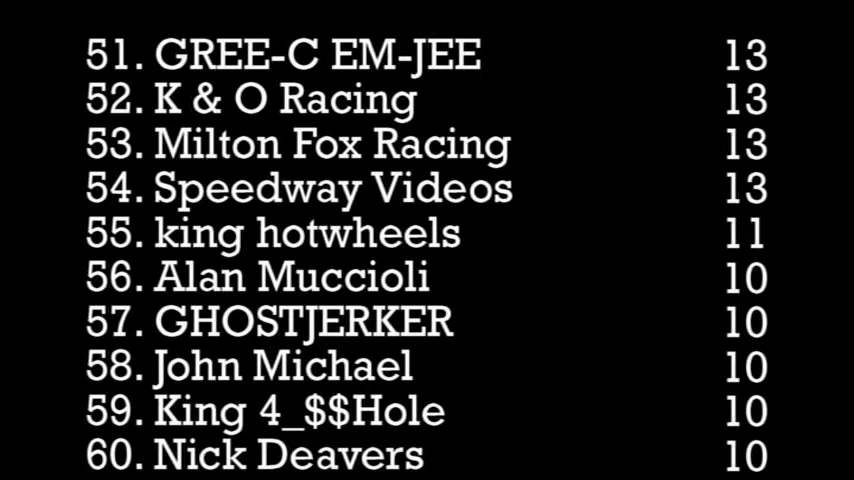 51. GREE-C EM-JEE 13
52. K & O Racing 13
53. Milton Fox Racing 13
54. Speedway Videos 13
55. king hotwheels 11
56. Alan Muccioli 10
57. GHOSTJERKER 10
58. John Michael 10
59. King 4_$$Hole 10
60. Nick Deavers 10